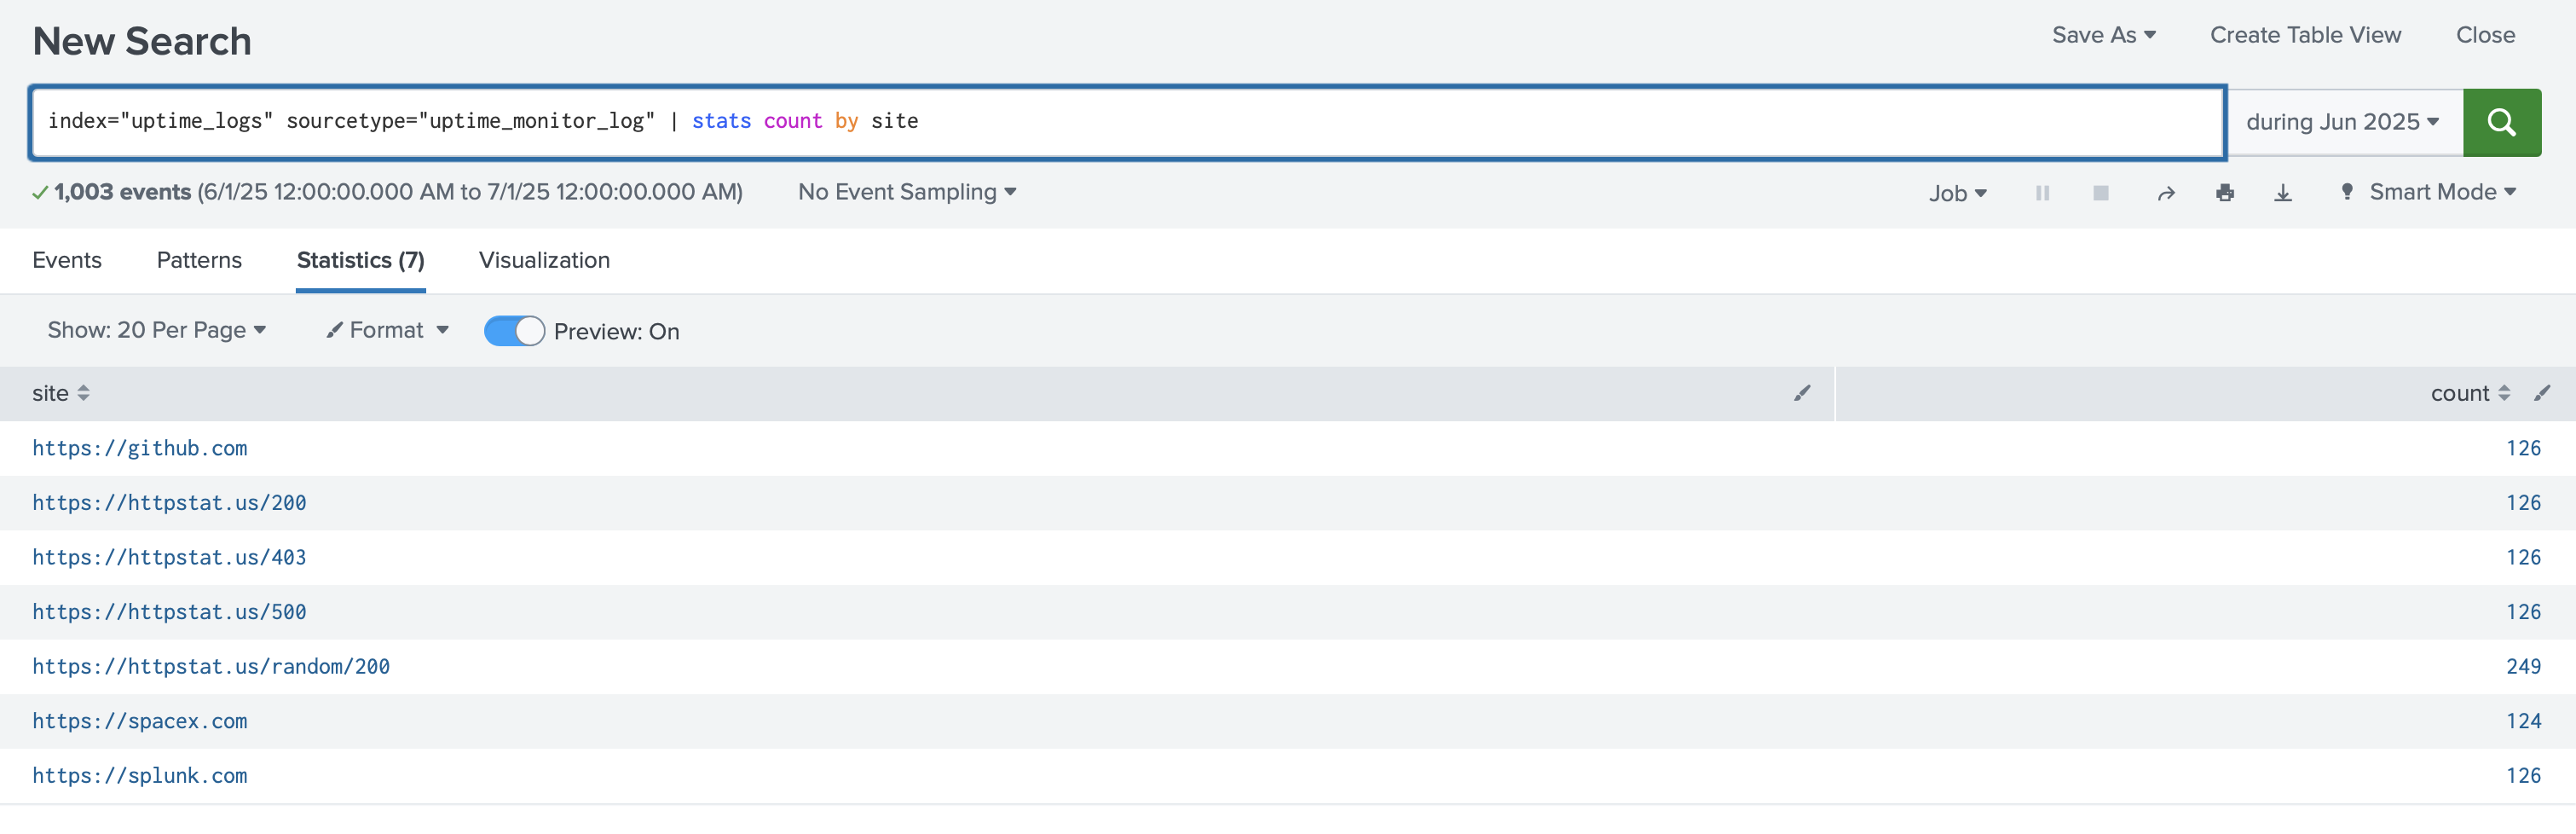 New Search
Save As Create Table View Close
index="uptime_logs" sourcetype="uptime_monitor_log" | stats count by site
during Jun 2025
1,003 events (6/1/25 12:00:00.000 AM to 7/1/25 12:00:00.000 AM) No Event Sampling
Job Smart Mode
Events Patterns Statistics (7) Visualization
Show: 20 Per Page Format Preview: On
site count
https://github.com 126
https://httpstat.us/200 126
https://httpstat.us/403 126
https://httpstat.us/500 126
https://httpstat.us/random/200 249
https://spacex.com 124
https://splunk.com 126